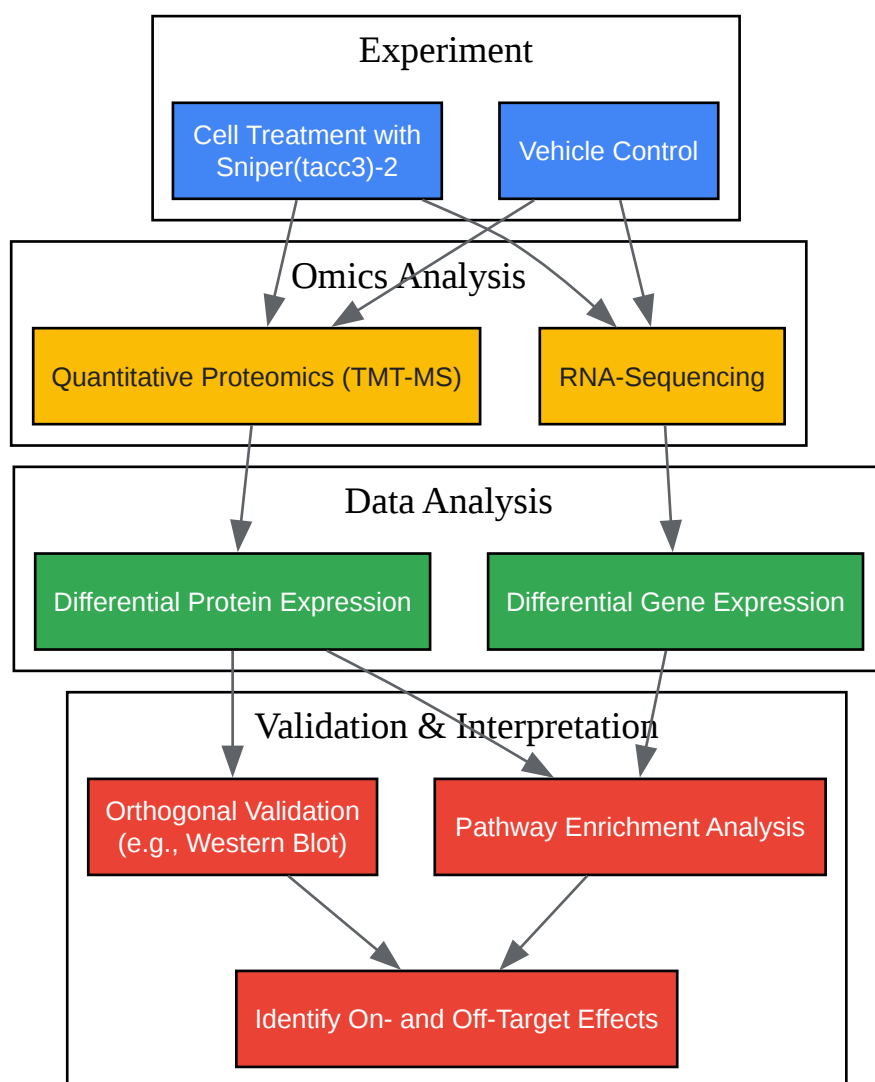 Experiment
Cell Treatment with
Sniper(tacc3)-2
Vehicle Control
Omics Analysis
Quantitative Proteomics (TMT-MS)
RNA-Sequencing
Data Analysis
Differential Protein Expression
Differential Gene Expression
Validation & Interpretation
Orthogonal Validation
(e.g., Western Blot)
Pathway Enrichment Analysis
Identify On- and Off-Target Effects